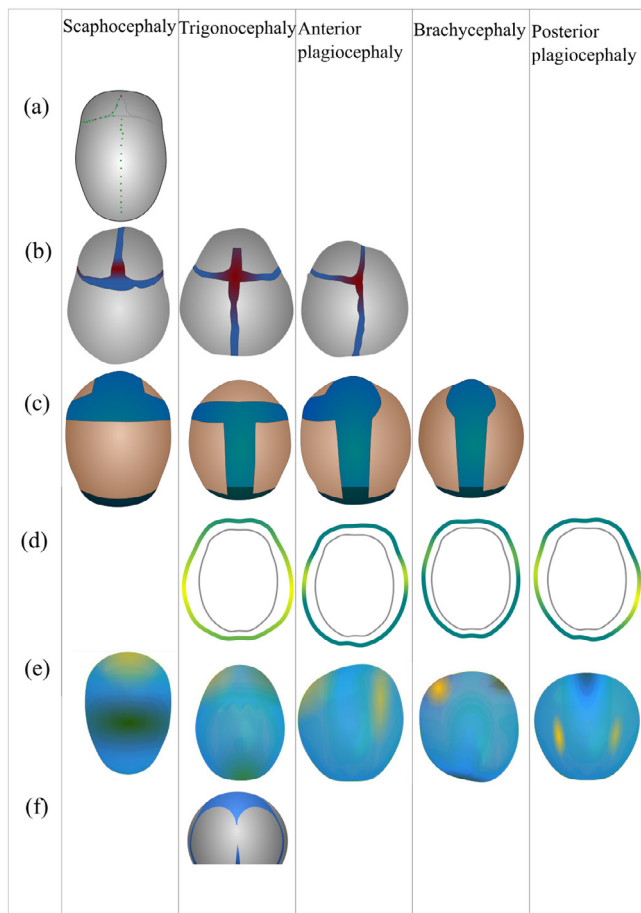 Scaphocephaly Trigonocephaly Anterior plagiocephaly Brachycephaly Posterior plagiocephaly
(a)
(b)
(c)
(d)
(e)
(f)